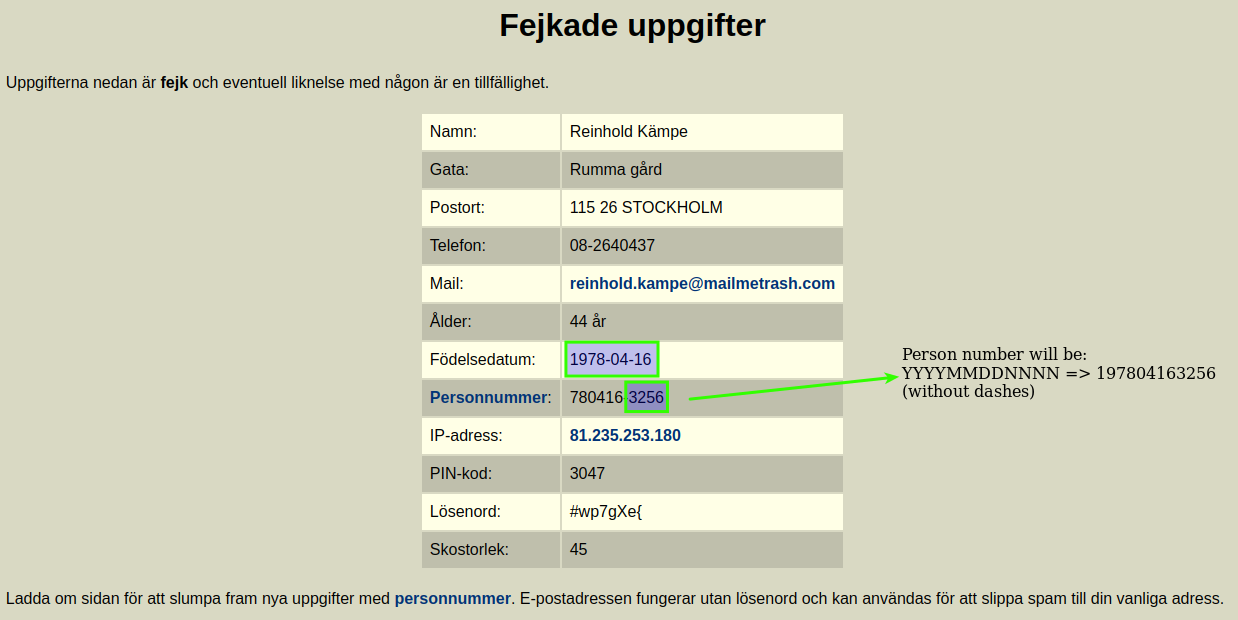 Fejkade uppgifter
Uppgifterna nedan är fejk och eventuell liknelse med någon är en tillfällighet.
Namn: Reinhold Kämpe
Gata: Rumma gård
Postort: 115 26 STOCKHOLM
Telefon: 08-2640437
Mail: reinhold.kampe@mailmetrash.com
Ålder: 44 år
Födelsedatum: 1978-04-16
Personnummer: 780416-3256
Person number will be:
YYYYMMDDNNNN => 197804163256
(without dashes)
IP-adress: 81.235.253.180
PIN-kod: 3047
Lösenord: #wp7gXe{
Skostorlek: 45
Ladda om sidan för att slumpa fram nya uppgifter med personnummer. E-postadressen fungerar utan lösenord och kan användas för att slippa spam till din vanliga adress.